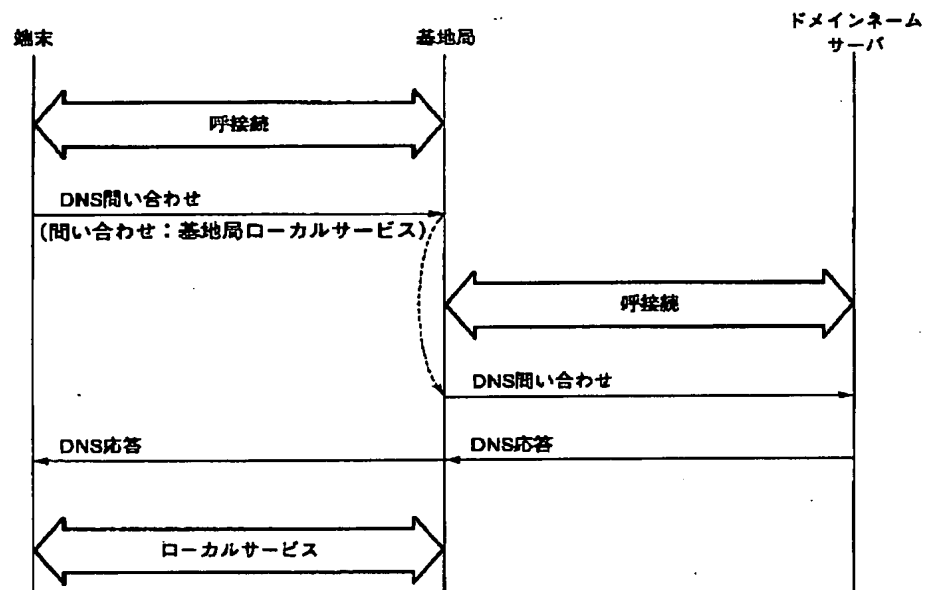 端末
基地局
ドメインネーム
サーバ
呼接続
DNS問い合わせ
(問い合わせ：基地局ローカルサービス)
呼接続
DNS問い合わせ
DNS応答
DNS応答
ローカルサービス